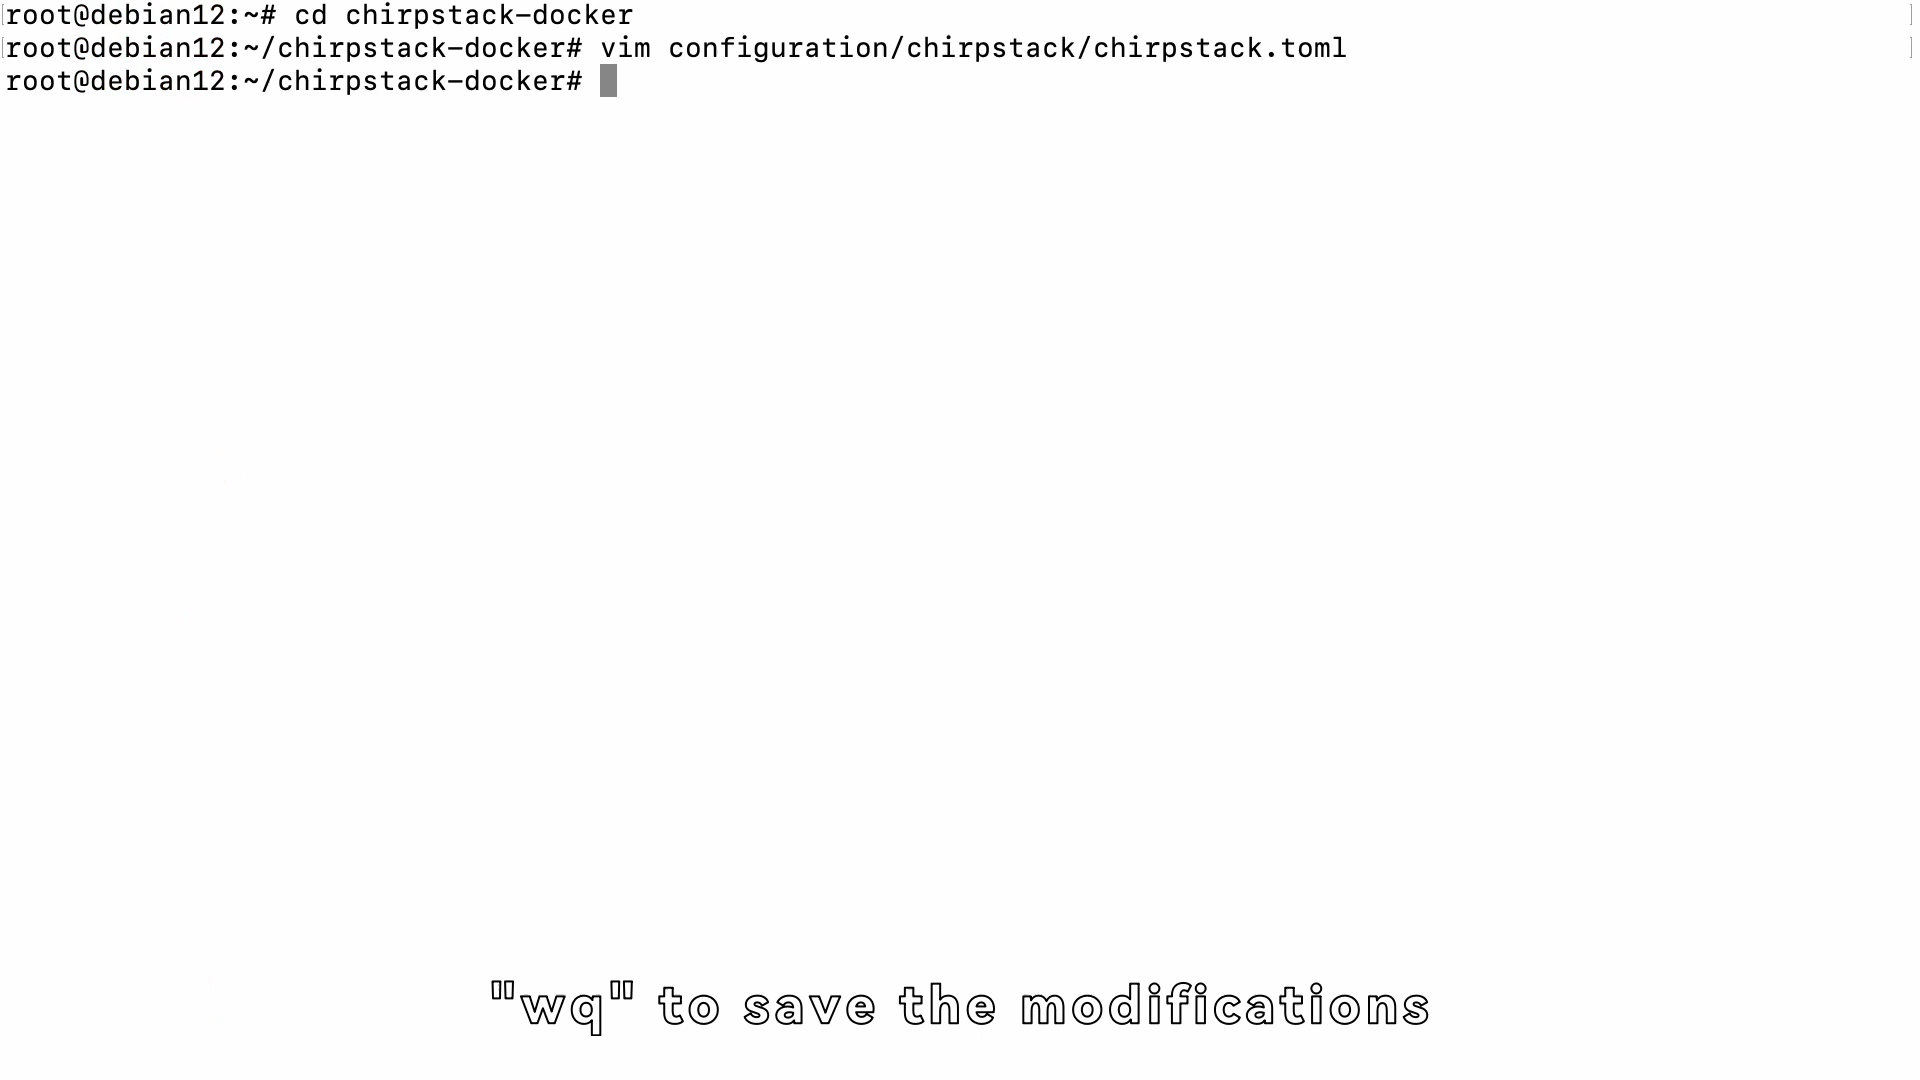 root@debian12:~# cd chirpstack-docker
root@debian12:~/chirpstack-docker# vim configuration/chirpstack/chirpstack.toml
root@debian12:~/chirpstack-docker#
"wq" to save the modifications